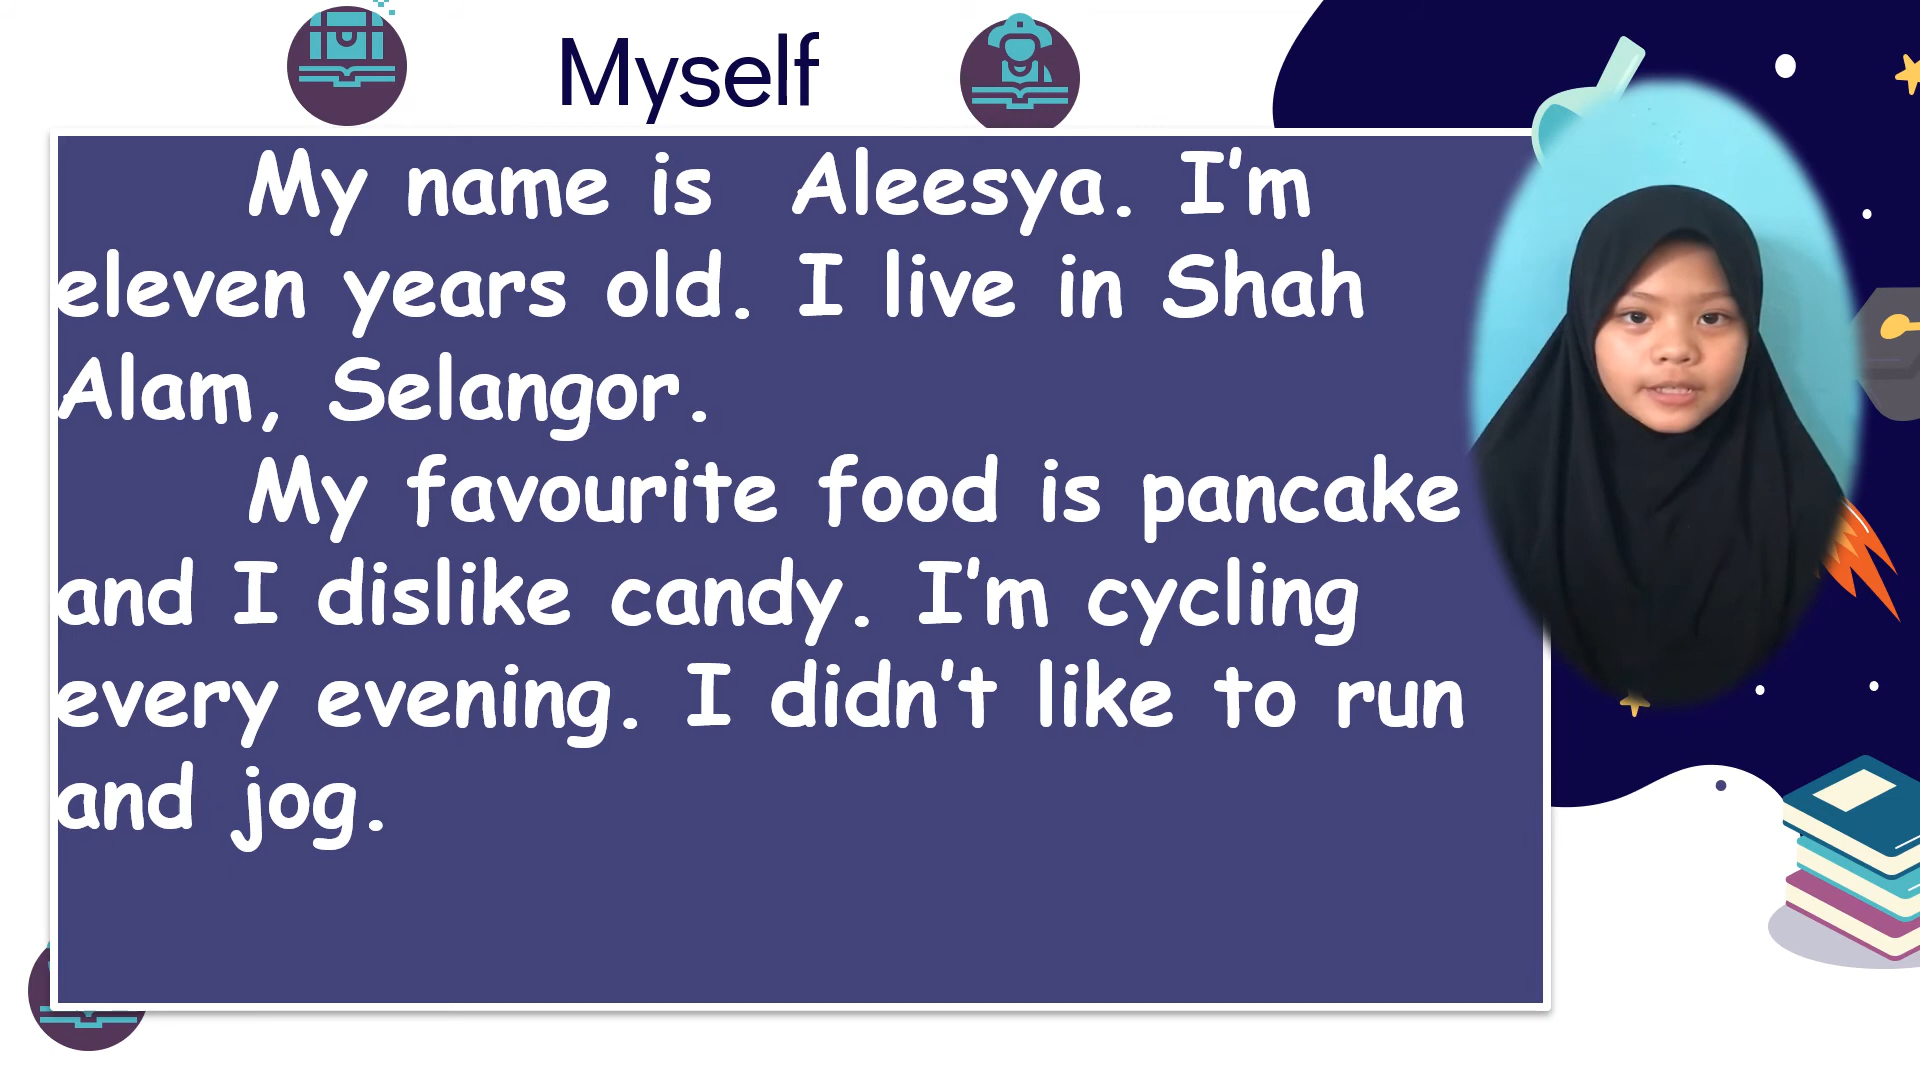 Myself
My name is Aleesya. I’m
eleven years old. I live in Shah
Alam, Selangor.
My favourite food is pancake
and I dislike candy. I’m cycling
every evening. I didn’t like to run
and jog.